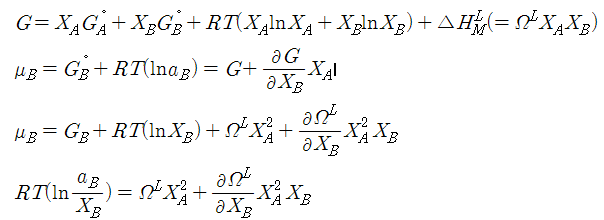 G = X_A G_A° + X_B G_B° + RT(X_A ln X_A + X_B ln X_B) + △H_M^L (= Ω^L X_A X_B)
μ_B = G_B° + RT(ln a_B) = G + ∂G/∂X_B X_A
μ_B = G_B + RT(ln X_B) + Ω^L X_A^2 + ∂Ω^L/∂X_B X_A^2 X_B
RT(ln a_B/X_B) = Ω^L X_A^2 + ∂Ω^L/∂X_B X_A^2 X_B